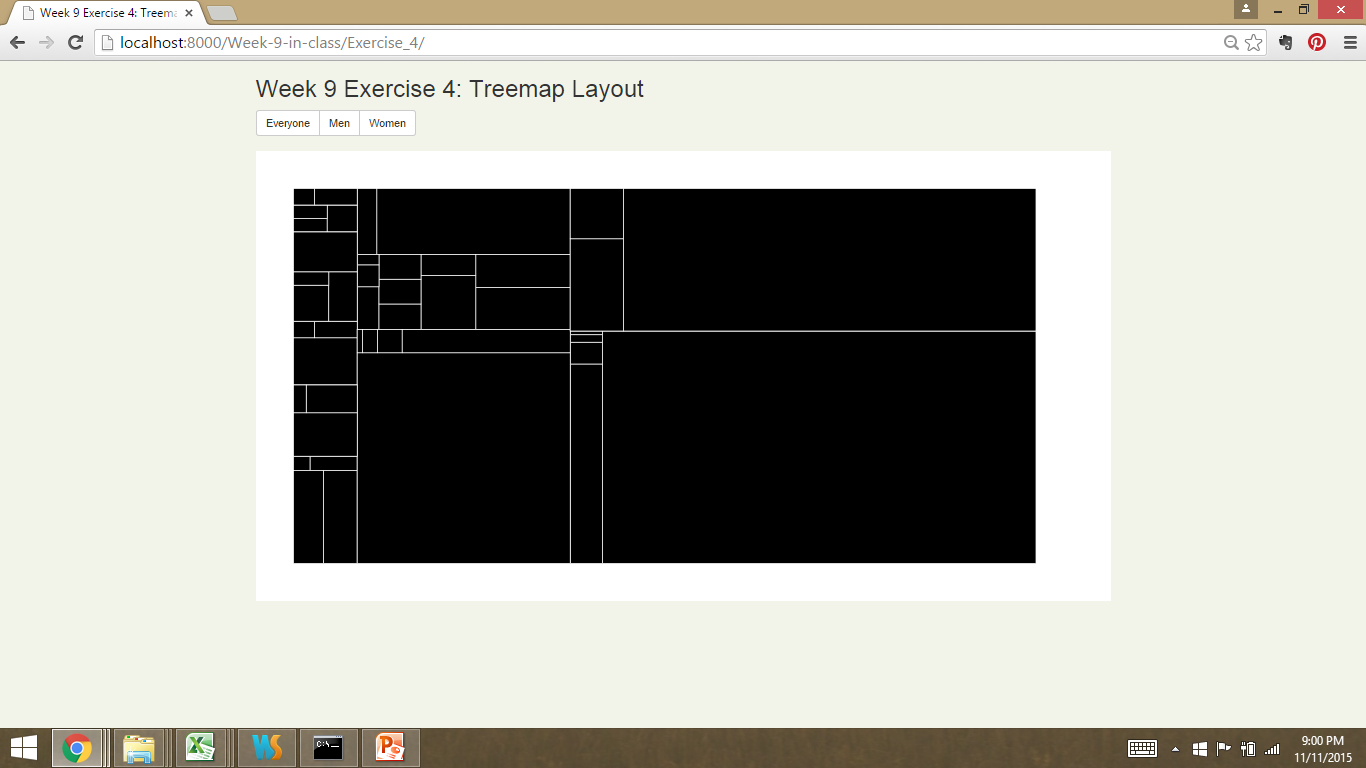 Week 9 Exercise 4: Treema
localhost:8000/Week-9-in-class/Exercise_4/
Week 9 Exercise 4: Treemap Layout
Everyone Men Women
C:\
9:00 PM
11/11/2015